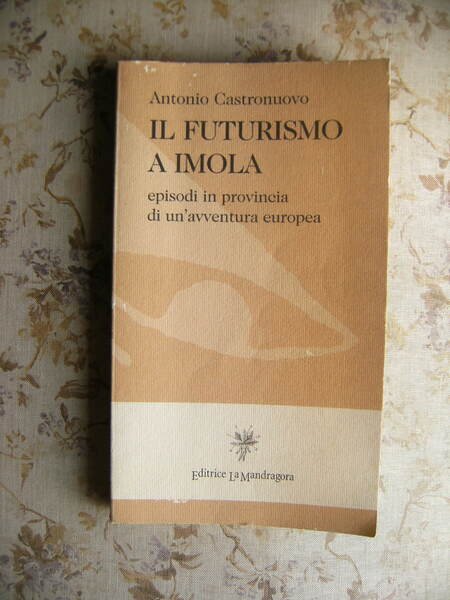 Antonio Castronuovo
IL FUTURISMO
A IMOLA
episodi in provincia
di un'avventura europea
Editrice La Mandragora